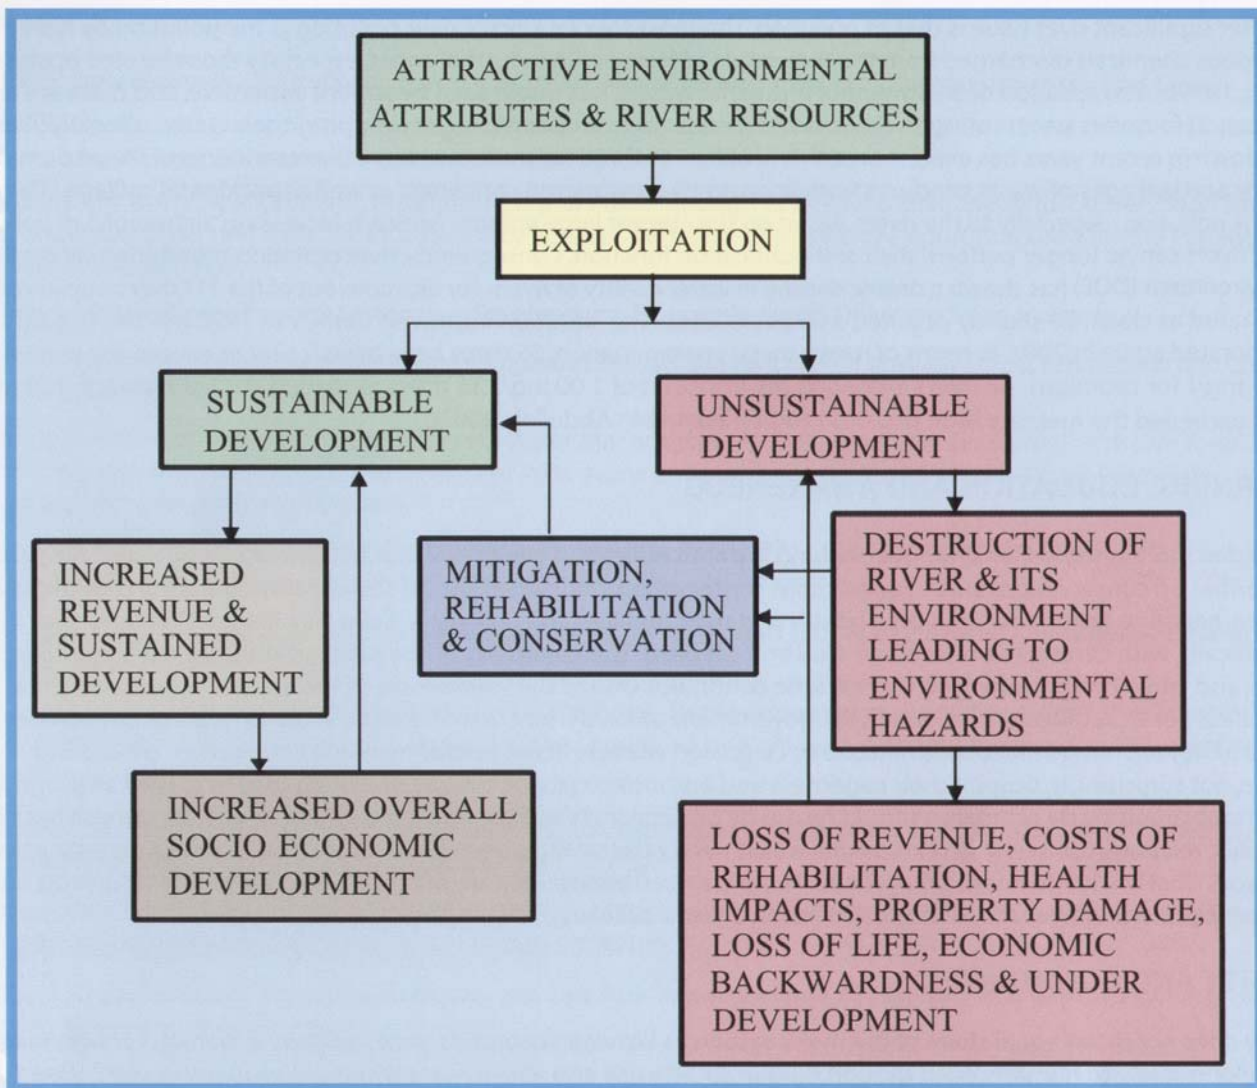 ATTRACTIVE ENVIRONMENTAL
ATTRIBUTES & RIVER RESOURCES
EXPLOITATION
SUSTAINABLE
DEVELOPMENT
UNSUSTAINABLE
DEVELOPMENT
INCREASED
REVENUE &
SUSTAINED
DEVELOPMENT
MITIGATION,
REHABILITATION
& CONSERVATION
DESTRUCTION OF
RIVER & ITS
ENVIRONMENT
LEADING TO
ENVIRONMENTAL
HAZARDS
INCREASED OVERALL
SOCIO ECONOMIC
DEVELOPMENT
LOSS OF REVENUE, COSTS OF
REHABILITATION, HEALTH
IMPACTS, PROPERTY DAMAGE,
LOSS OF LIFE, ECONOMIC
BACKWARDNESS & UNDER
DEVELOPMENT